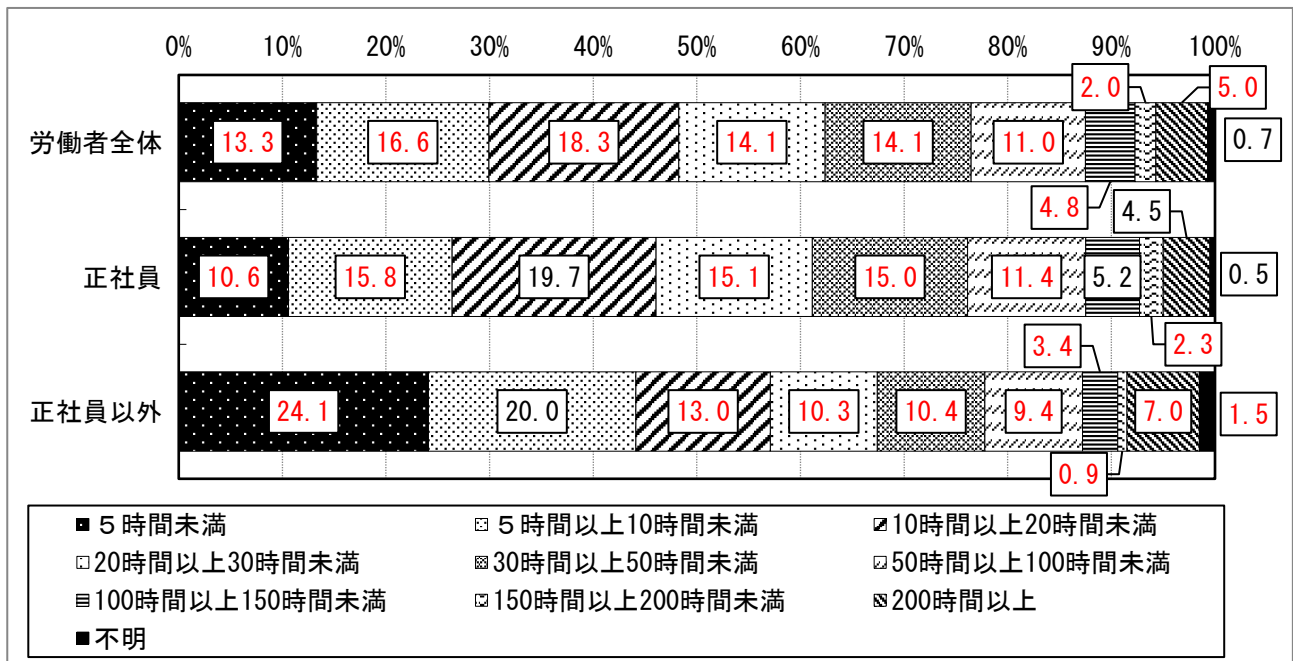 0% 10% 20% 30% 40% 50% 60% 70% 80% 90% 100%
2.0 5.0
労働者全体 13.3 16.6 18.3 14.1 14.1 11.0 0.7
4.8 4.5
正社員 10.6 15.8 19.7 15.1 15.0 11.4 5.2 0.5
3.4 2.3
正社員以外 24.1 20.0 13.0 10.3 10.4 9.4 7.0 1.5
0.9
５時間未満 ５時間以上10時間未満 10時間以上20時間未満
20時間以上30時間未満 30時間以上50時間未満 50時間以上100時間未満
100時間以上150時間未満 150時間以上200時間未満 200時間以上
不明